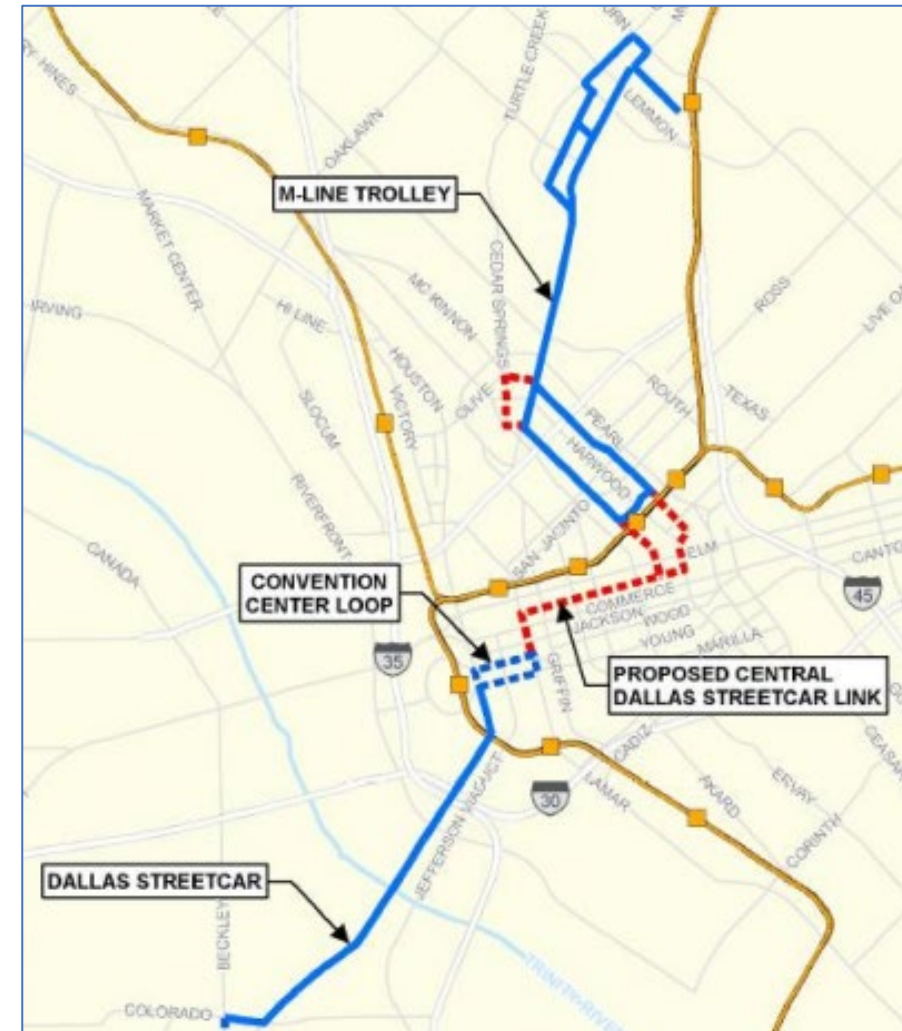 TURTLE CREEK
LEMMON
OAKLAWN
HINES
M-LINE TROLLEY
MARKET CENTER
CEDAR SPRINGS
MC KINNON
IRVING
HI LINE
ROSS
LIVE
HOUSTON
VICTORY
OLIVE
SLOCUM
ROUTH
TEXAS
PEARL
HARWOOD
RIVERFRONT
SAN JACINTO
ELM
CANADA
CONVENTION
CENTER LOOP
COMMERCE
JACKSON
WOOD
YOUNG
MARILLA
CANTO
45
35
GRIFFIN
PROPOSED CENTRAL
DALLAS STREETCAR LINK
CADIZ
CEASAR
30
LAMAR
AKARD
ERVAY
CORINTH
JEFFERSON VIADUCT
DALLAS STREETCAR
BECKLEY
TRINITY RIVER
COLORADO